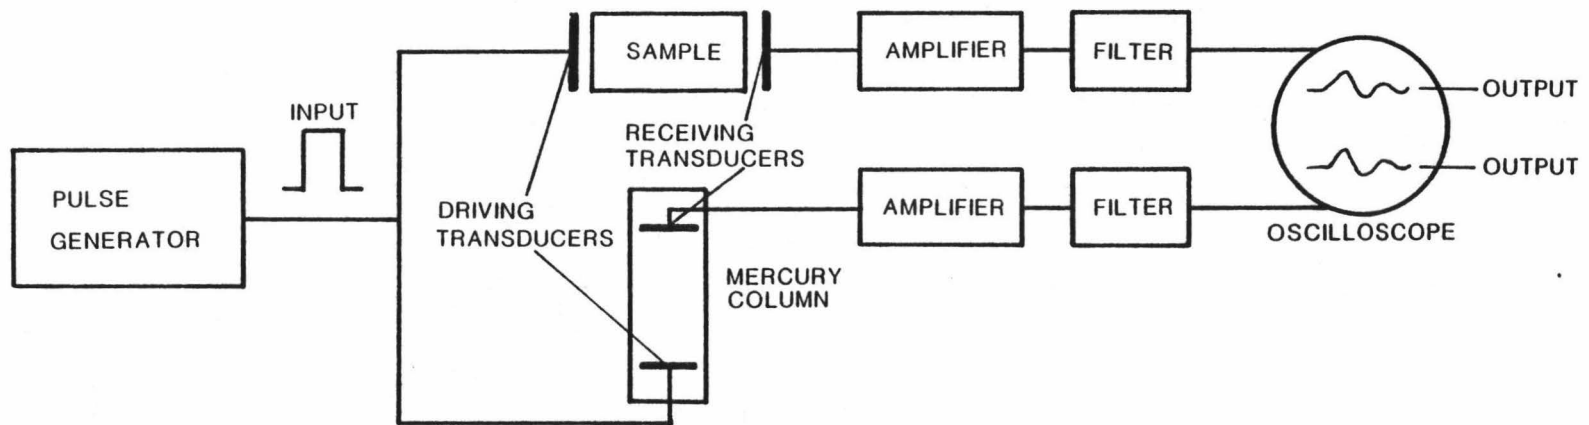 SAMPLE
AMPLIFIER
FILTER
OUTPUT
INPUT
RECEIVING
TRANSDUCERS
OUTPUT
PULSE
GENERATOR
DRIVING
TRANSDUCERS
AMPLIFIER
FILTER
OSCILLOSCOPE
MERCURY
COLUMN